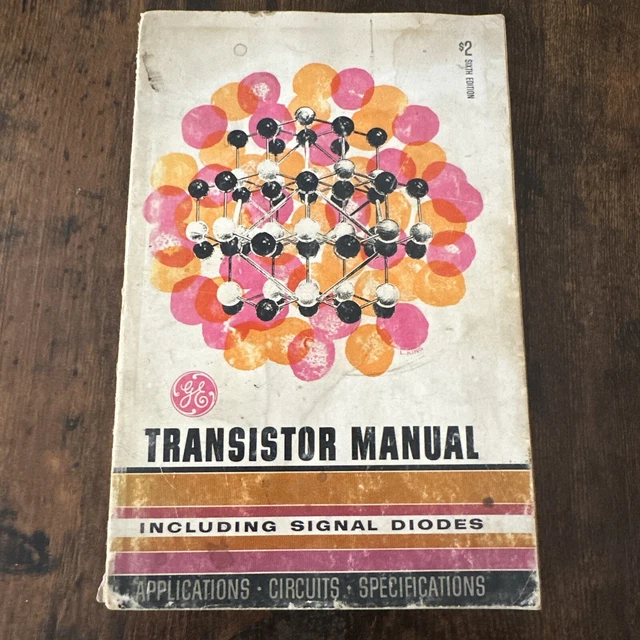 $2
SIXTH EDITION
GE
TRANSISTOR MANUAL
INCLUDING SIGNAL DIODES
APPLICATIONS · CIRCUITS · SPECIFICATIONS